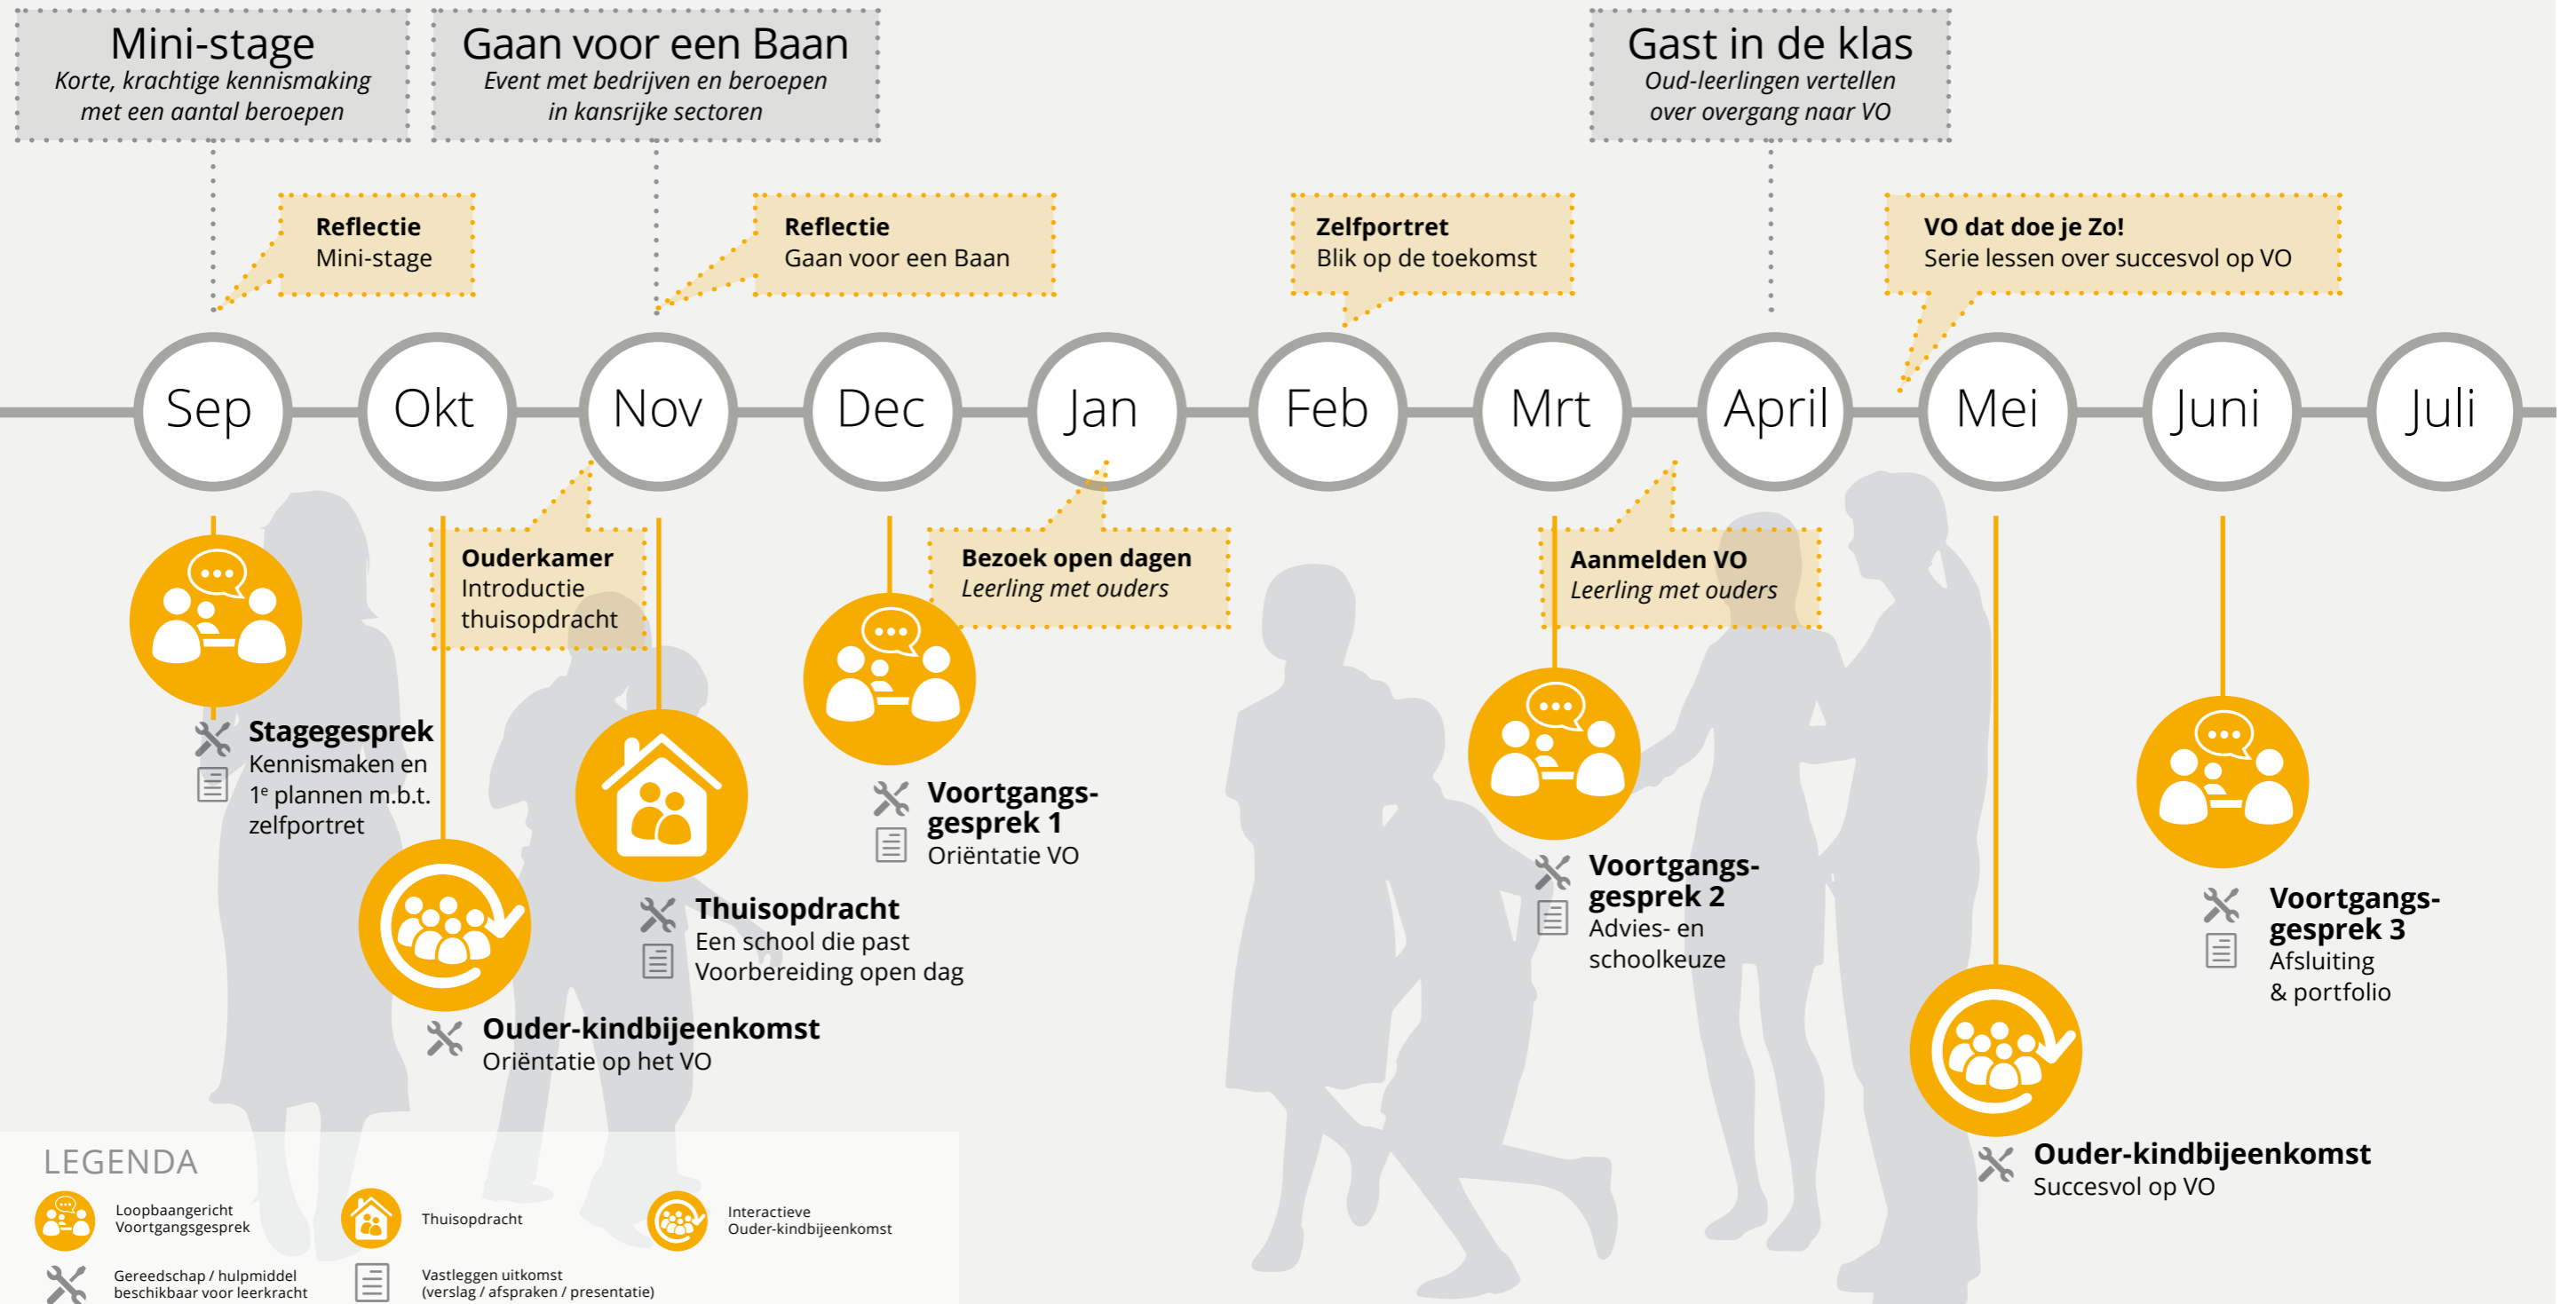 Mini-stage
Korte, krachtige kennismaking
met een aantal beroepen
Gaan voor een Baan
Event met bedrijven en beroepen
in kansrijke sectoren
Gast in de klas
Oud-leerlingen vertellen
over overgang naar VO
Reflectie
Mini-stage
Reflectie
Gaan voor een Baan
Zelfportret
Blik op de toekomst
VO dat doe je Zo!
Serie lessen over succesvol op VO
Sep
Okt
Nov
Dec
Jan
Feb
Mrt
April
Mei
Juni
Juli
Ouderkamer
Introductie
thuisopdracht
Bezoek open dagen
Leerling met ouders
Aanmelden VO
Leerling met ouders
Stagegesprek
Kennismaken en
1e plannen m.b.t.
zelfportret
Ouder-kindbijeenkomst
Oriëntatie op het VO
Thuisopdracht
Een school die past
Voorbereiding open dag
Voortgangs-
gesprek 1
Oriëntatie VO
Voortgangs-
gesprek 2
Advies- en
schoolkeuze
Ouder-kindbijeenkomst
Succesvol op VO
Voortgangs-
gesprek 3
Afsluiting
& portfolio
LEGENDA
Loopbaangericht
Voortgangsgesprek
Thuisopdracht
Interactieve
Ouder-kindbijeenkomst
Gereedschap / hulpmiddel
beschikbaar voor leerkracht
Vastleggen uitkomst
(verslag / afspraken / presentatie)